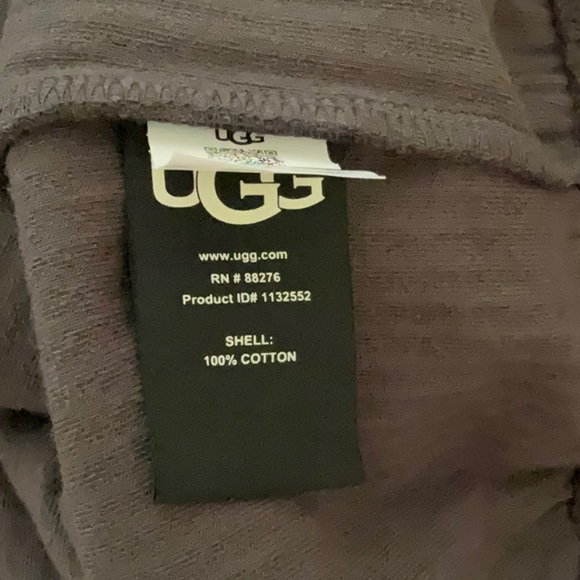 UGG
UGG
www.ugg.com
RN # 88276
Product ID# 1132552
SHELL:
100% COTTON